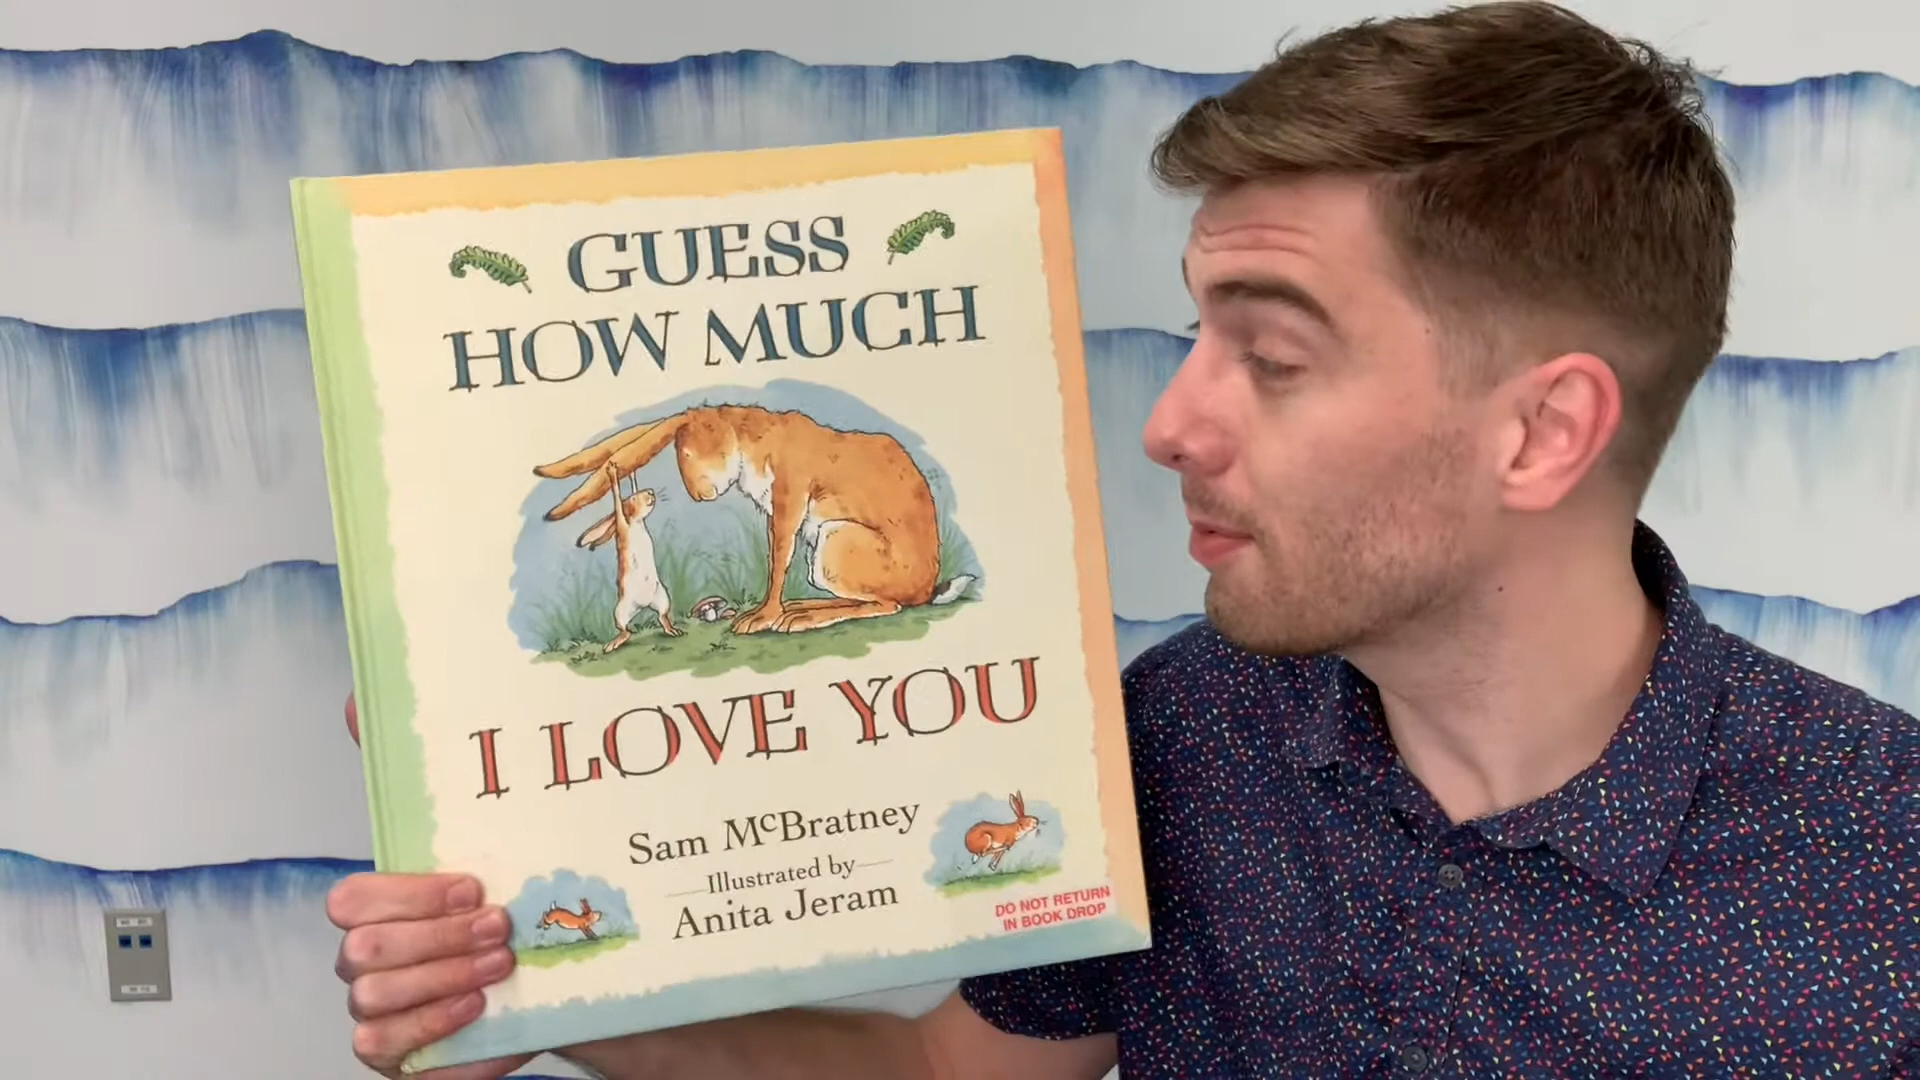 GUESS
HOW MUCH
I LOVE YOU
Sam McBratney
Illustrated by
Anita Jeram
DO NOT RETURN
IN BOOK DROP